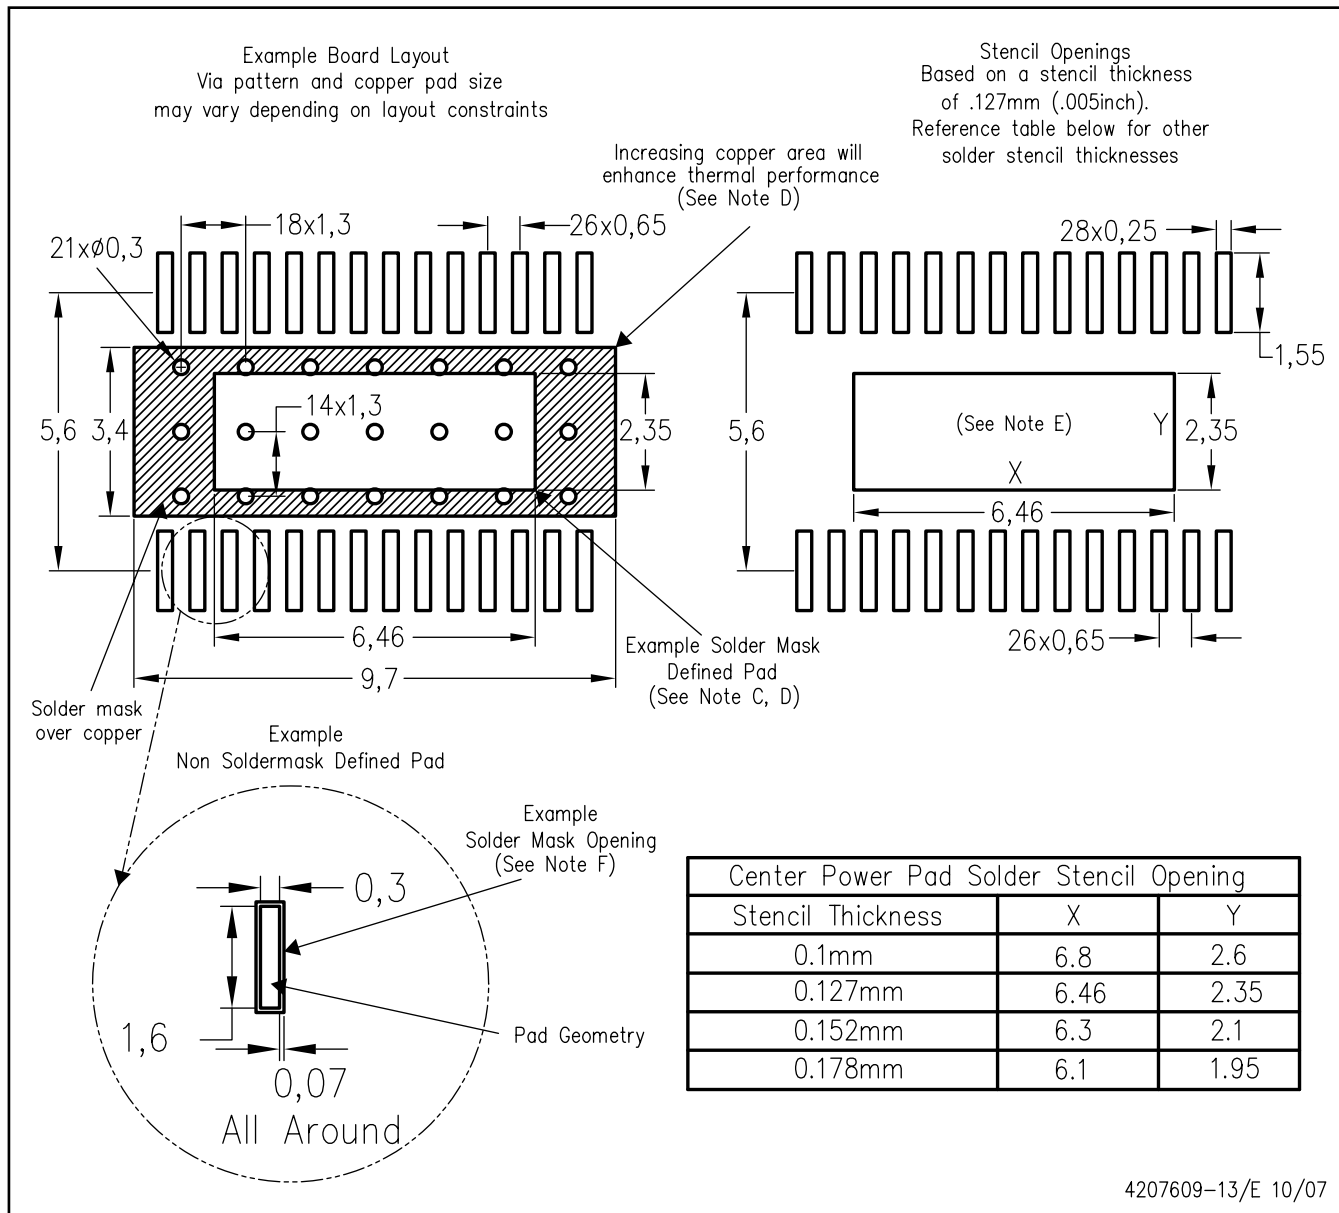 Example Board Layout
Via pattern and copper pad size
may vary depending on layout constraints
Stencil Openings
Based on a stencil thickness
of .127mm (.005inch).
Reference table below for other
solder stencil thicknesses
Increasing copper area will
enhance thermal performance
(See Note D)
18x1,3
26x0,65
21xø0,3
28x0,25
1,55
14x1,3
5,6
3,4
2,35
5,6
(See Note E)
Y
2,35
X
6,46
6,46
9,7
26x0,65
Example Solder Mask
Defined Pad
(See Note C, D)
Solder mask
over copper
Example
Non Soldermask Defined Pad
Example
Solder Mask Opening
(See Note F)
0,3
1,6
Pad Geometry
0,07
All Around
Center Power Pad Solder Stencil Opening
Stencil Thickness X Y
0.1mm 6.8 2.6
0.127mm 6.46 2.35
0.152mm 6.3 2.1
0.178mm 6.1 1.95
4207609-13/E 10/07